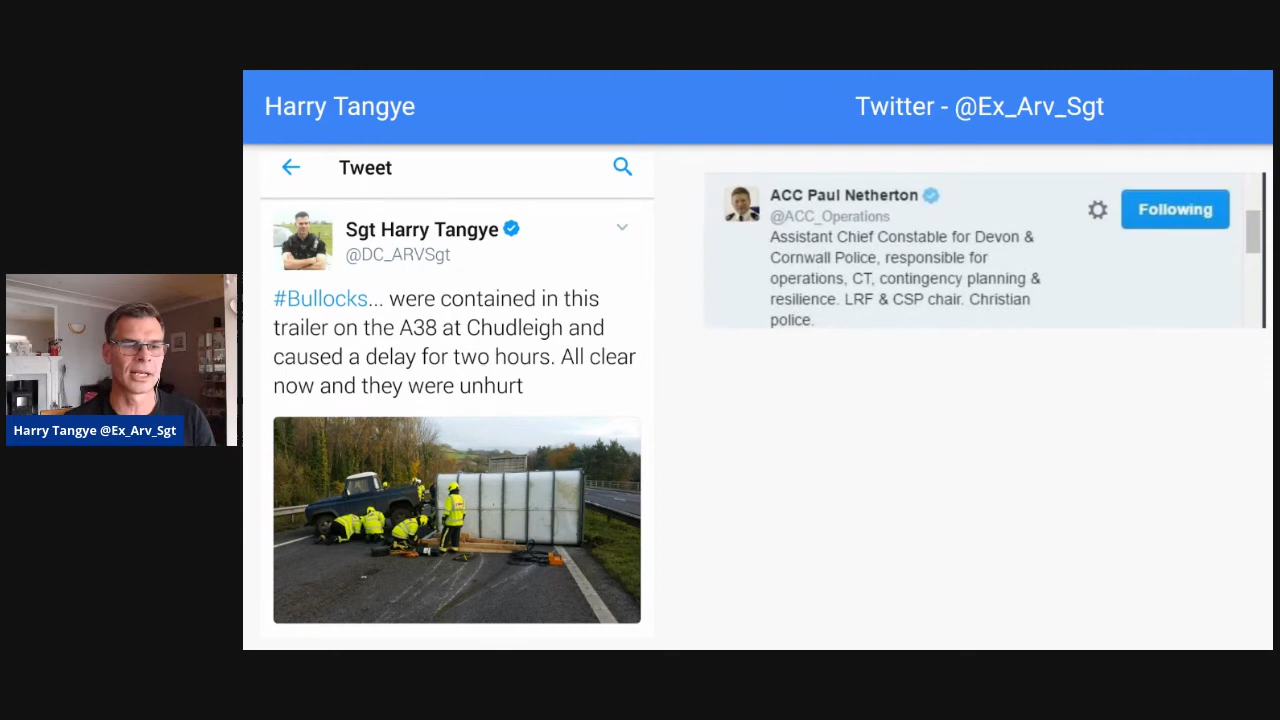 Harry Tangye
Twitter - @Ex_Arv_Sgt
Tweet
Sgt Harry Tangye
@DC_ARVSgt
#Bullocks... were contained in this
trailer on the A38 at Chudleigh and
caused a delay for two hours. All clear
now and they were unhurt
ACC Paul Netherton
@ACC_Operations
Following
Assistant Chief Constable for Devon &
Cornwall Police, responsible for
operations, CT, contingency planning &
resilience. LRF & CSP chair. Christian
police.
Harry Tangye @Ex_Arv_Sgt